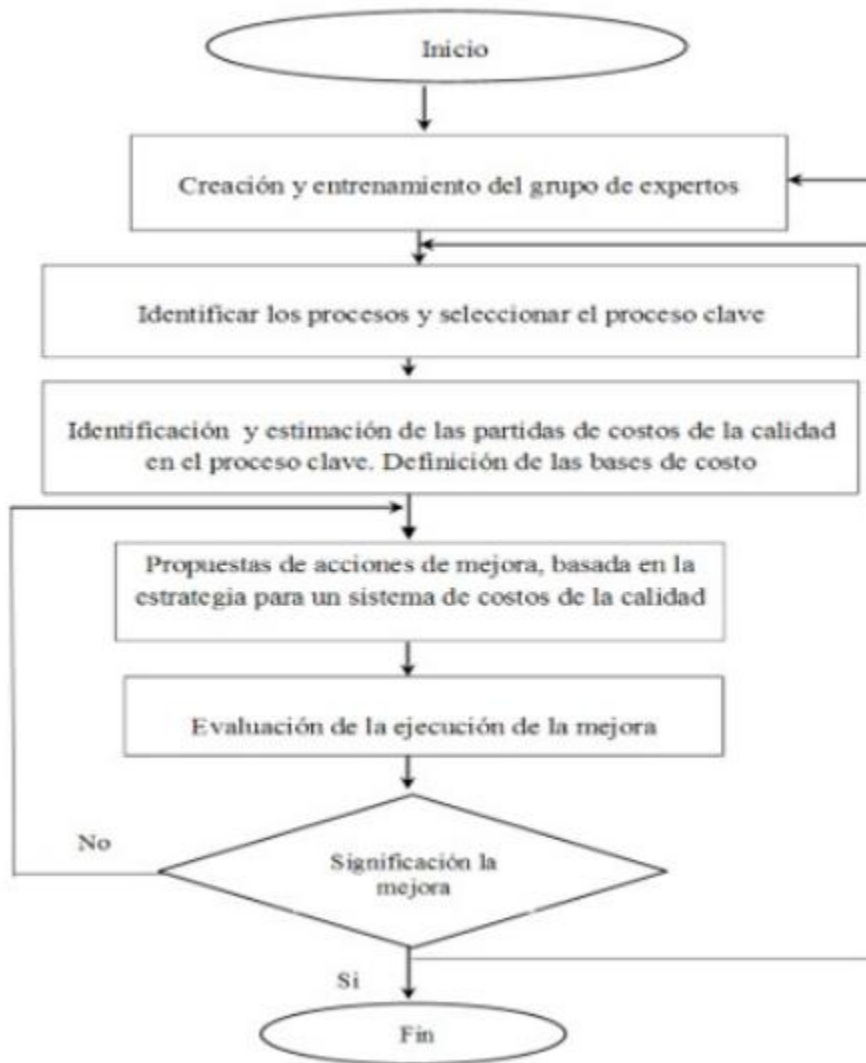 Inicio
Creación y entrenamiento del grupo de expertos
Identificar los procesos y seleccionar el proceso clave
Identificación y estimación de las partidas de costos de la calidad
en el proceso clave. Definición de las bases de costo
Propuestas de acciones de mejora, basada en la
estrategia para un sistema de costos de la calidad
Evaluación de la ejecución de la mejora
No
Significación la
mejora
Si
Fin